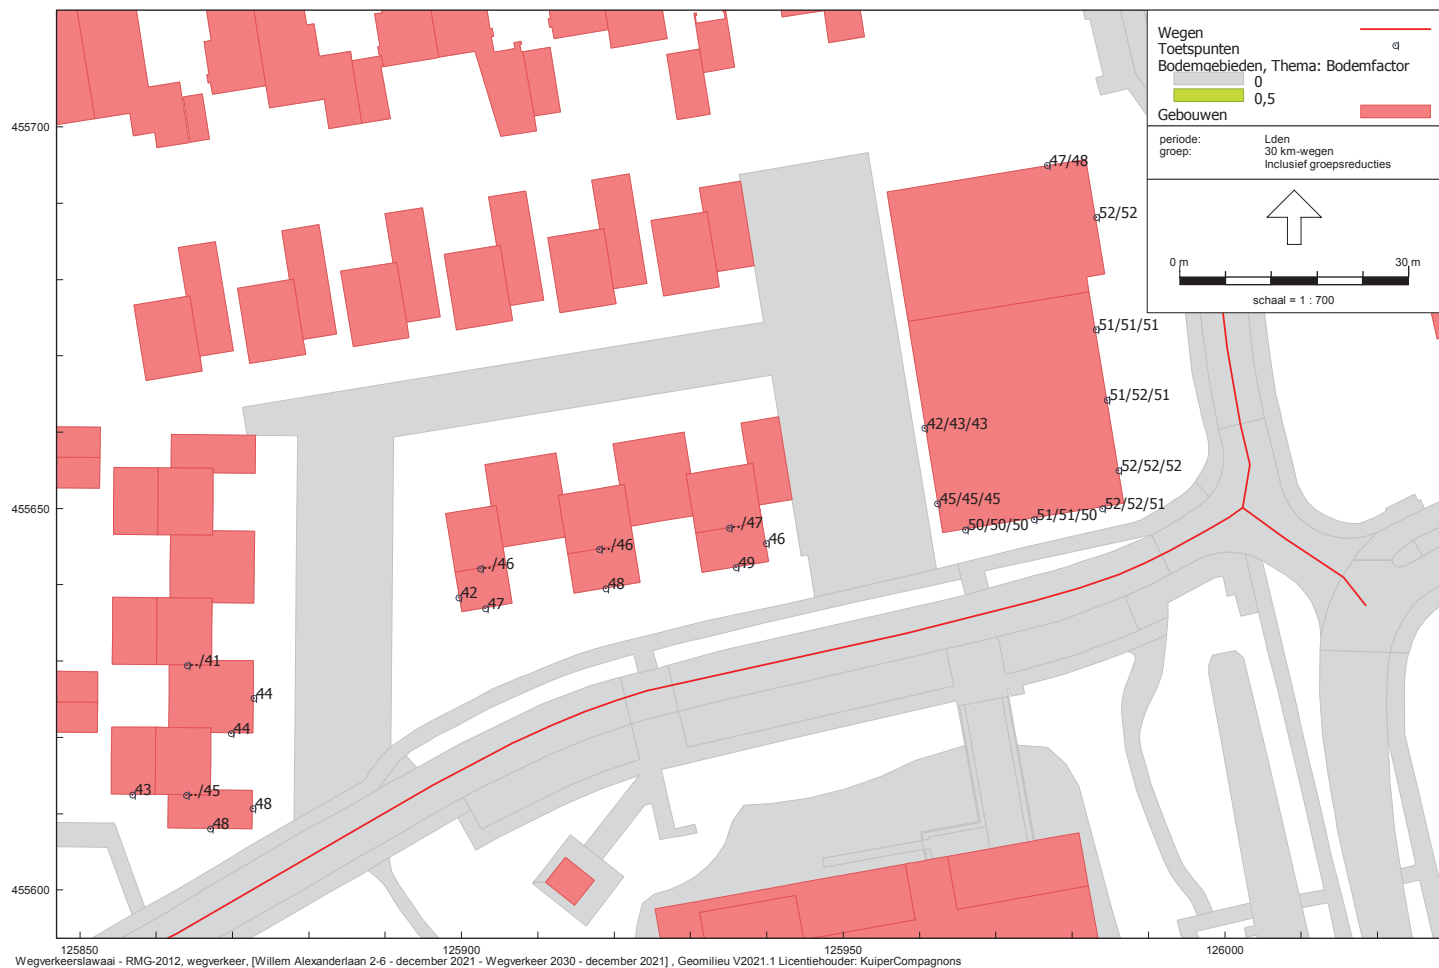 Wegen
Toetspunten
Bodemgebieden, Thema: Bodemfactor
0
0,5
Gebouwen
periode: Lden
groep: 30 km-wegen
Inclusief groepsreducties
0 m 30 m
schaal = 1 : 700
455700
455650
455600
47/48
52/52
51/51/51
51/52/51
42/43/43
52/52/52
45/45/45
52/52/51
51/51/50
50/50/50
../47
46
../46
49
../46
48
42
47
../41
44
44
43
../45
48
48
125850 125900 125950 126000
Wegverkeerslawaai - RMG-2012, wegverkeer, [Willem Alexanderlaan 2-6 - december 2021 - Wegverkeer 2030 - december 2021] , Geomilieu V2021.1 Licentiehouder: KuiperCompagnons